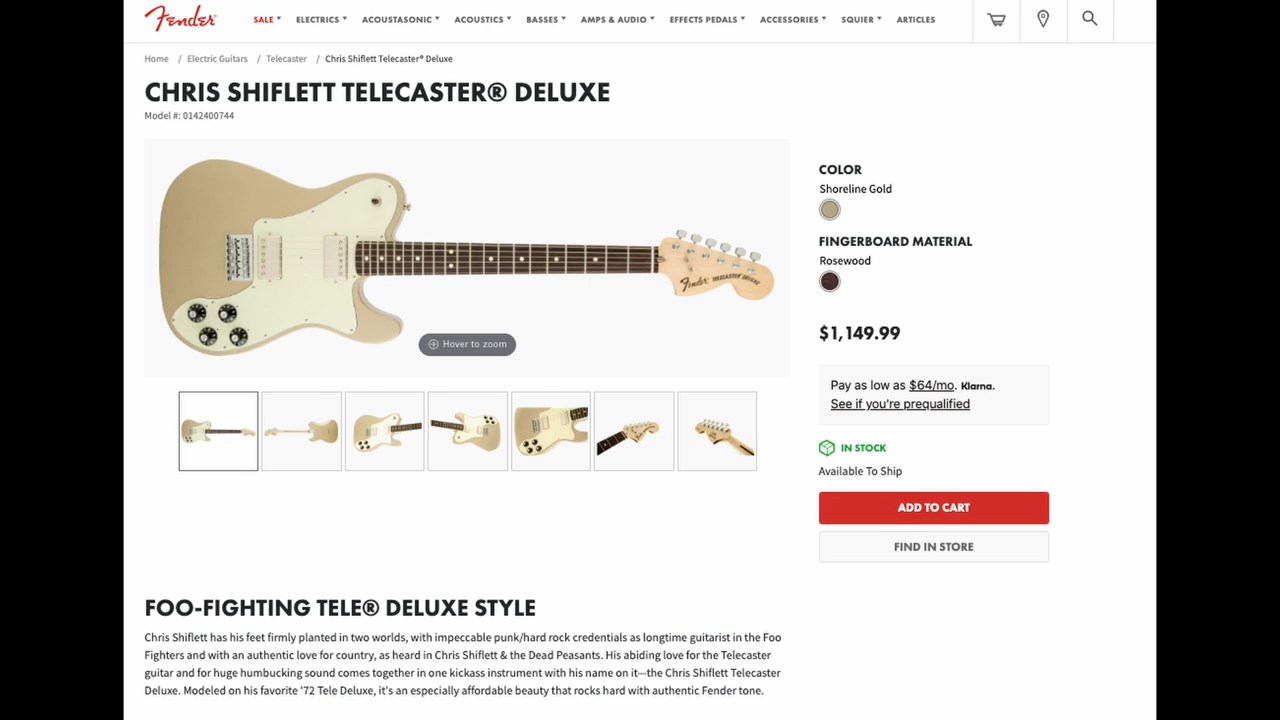 Fender
SALE ELECTRICS ACOUSTASONIC ACOUSTICS BASSES AMPS & AUDIO EFFECTS PEDALS ACCESSORIES SQUIER ARTICLES
Home / Electric Guitars / Telecaster / Chris Shiflett Telecaster® Deluxe
CHRIS SHIFLETT TELECASTER® DELUXE
Model #: 0142400744
Fender TELECASTER DELUXE
Hover to zoom
COLOR
Shoreline Gold
FINGERBOARD MATERIAL
Rosewood
$1,149.99
Pay as low as $64/mo. Klarna.
See if you're prequalified
IN STOCK
Available To Ship
ADD TO CART
FIND IN STORE
FOO-FIGHTING TELE® DELUXE STYLE
Chris Shiflett has his feet firmly planted in two worlds, with impeccable punk/hard rock credentials as longtime guitarist in the Foo
Fighters and with an authentic love for country, as heard in Chris Shiflett & the Dead Peasants. His abiding love for the Telecaster
guitar and for huge humbucking sound comes together in one kickass instrument with his name on it—the Chris Shiflett Telecaster
Deluxe. Modeled on his favorite '72 Tele Deluxe, it's an especially affordable beauty that rocks hard with authentic Fender tone.